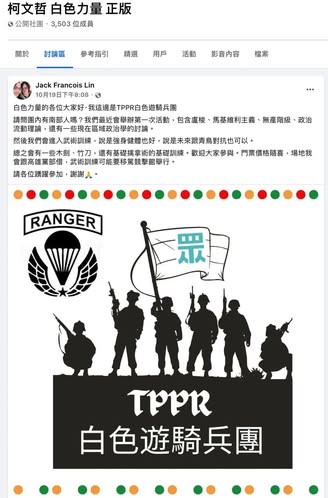 柯文哲 白色力量 正版
公開社團 · 3,503 位成員
關於
討論區
參考指引
精選
用戶
活動
影音內容
檔案
Jack Francois Lin
10月19日下午8:08 ·
白色力量的各位大家好,我這邊是TPPR白色遊騎兵團
請問團內有南部人嗎？我們最近會舉辦第一次活動，包含盧梭、馬基維利主義、無產階級、政治
流動理論，還有一些現在區域政治學的討論。
然後我們會進入武術訓練，說是強身健體也好，說是未來跟青鳥對抗也可以。
總之會有一些木劍、竹刀、還有基礎擒拿術的基礎訓練。歡迎大家參與。門票價格隨喜，場地我
會跟高雄黨部借，武術訓練可能要移駕鼓擊館舉行。
請各位踴躍參加，謝謝🙏。
RANGER
眾
TPPR
白色遊騎兵團